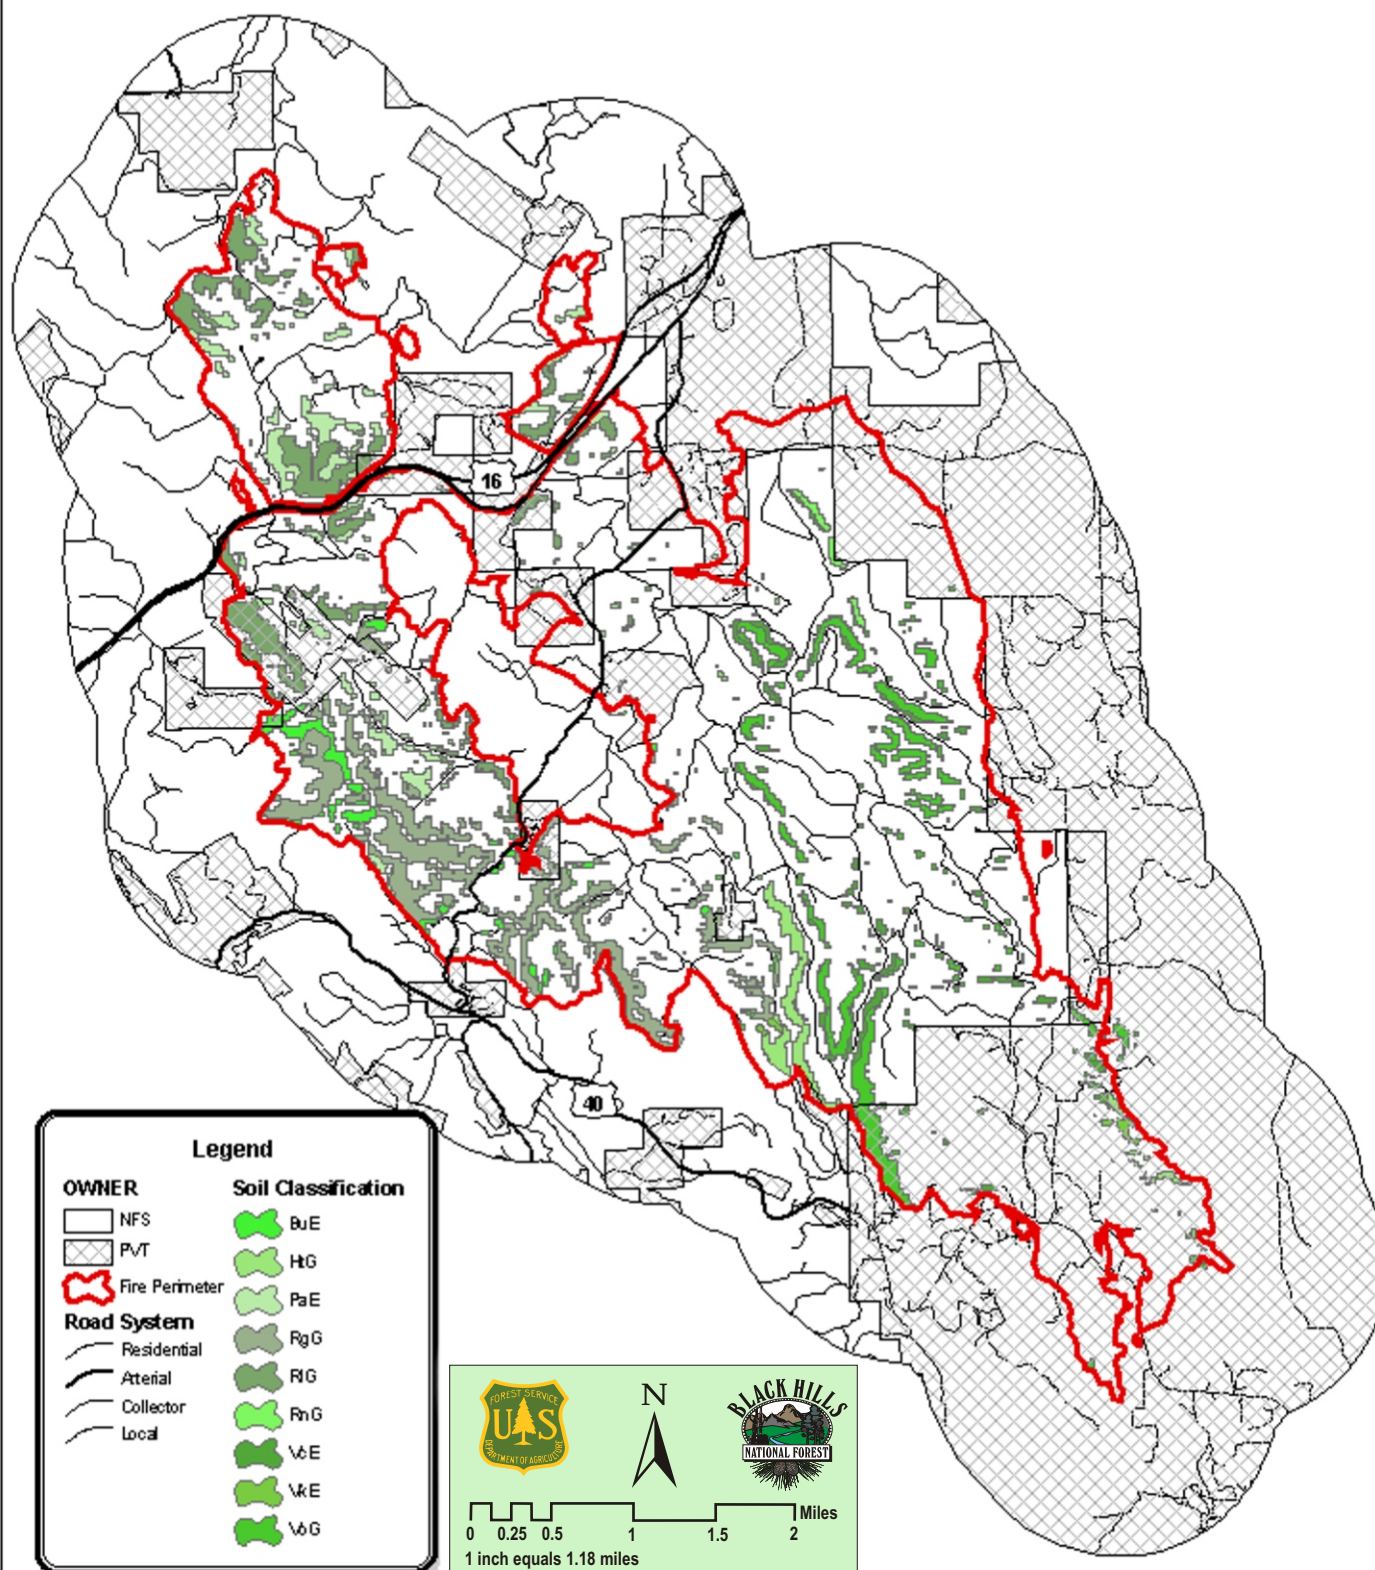 16
40
Legend
OWNER
NFS
PVT
Fire Perimeter
Road System
Residential
Arterial
Collector
Local
Soil Classification
BuE
HtG
PaE
RgG
RlG
RnG
VcE
VkE
VoG
FOREST SERVICE
US
DEPARTMENT OF AGRICULTURE
N
BLACK HILLS
NATIONAL FOREST
0 0.25 0.5 1 1.5 2 Miles
1 inch equals 1.18 miles